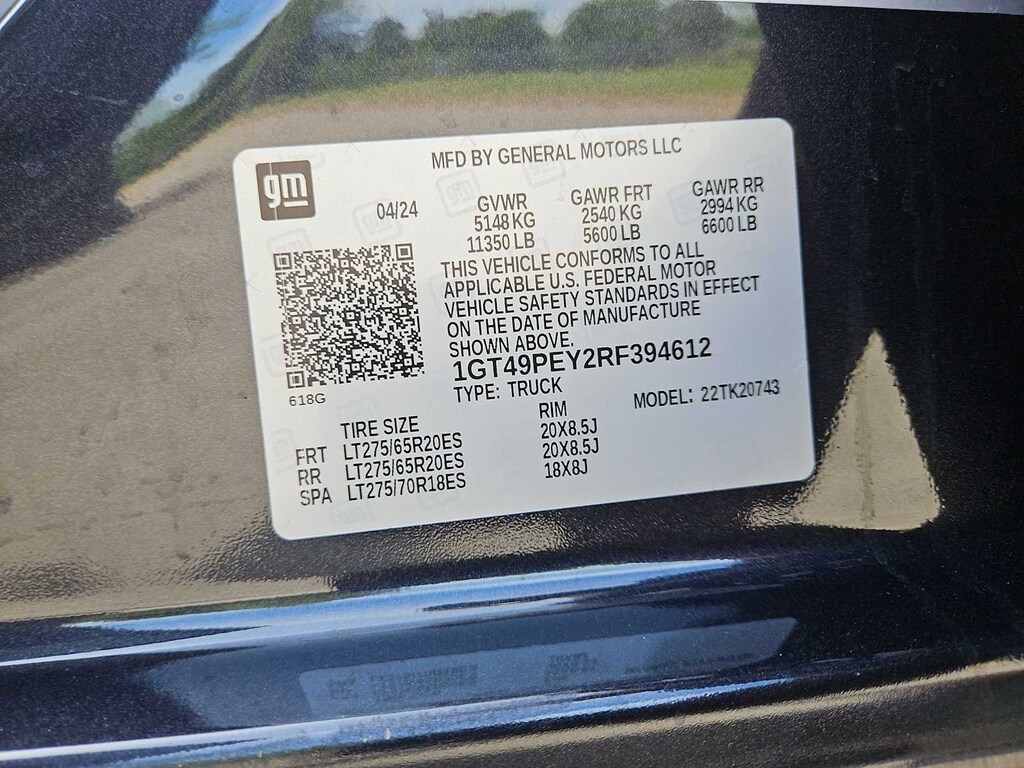 MFD BY GENERAL MOTORS LLC
gm
04/24
GVWR GAWR FRT GAWR RR
5148 KG 2540 KG 2994 KG
11350 LB 5600 LB 6600 LB
THIS VEHICLE CONFORMS TO ALL
APPLICABLE U.S. FEDERAL MOTOR
VEHICLE SAFETY STANDARDS IN EFFECT
ON THE DATE OF MANUFACTURE
SHOWN ABOVE.
1GT49PEY2RF394612
618G
TYPE: TRUCK MODEL: 22TK20743
TIRE SIZE RIM
FRT LT275/65R20ES 20X8.5J
RR LT275/65R20ES 20X8.5J
SPA LT275/70R18ES 18X8J